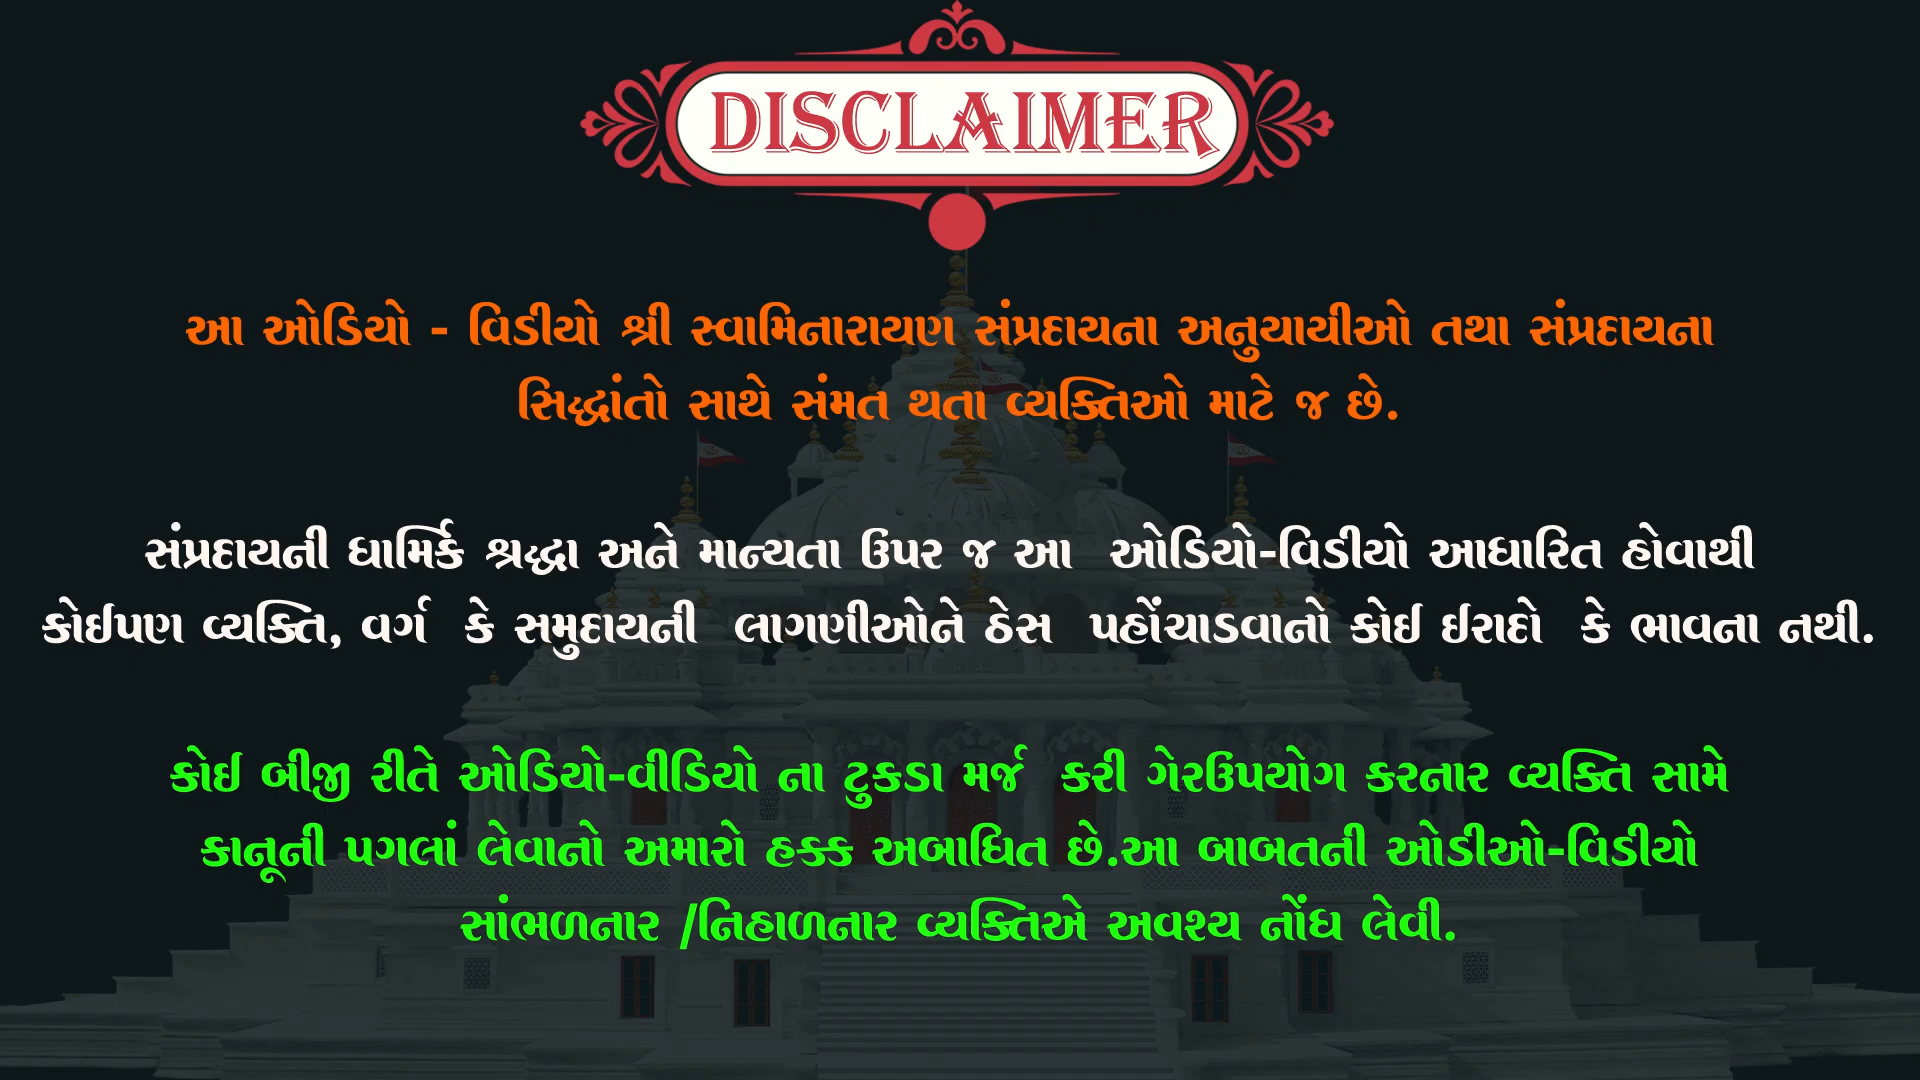 DISCLAIMER
આ ઓડિયો - વિડીયો શ્રી સ્વામિનારાયણ સંપ્રદાયના અનુયાયીઓ તથા સંપ્રદાયના
સિદ્ધાંતો સાથે સંમત થતા વ્યક્તિઓ માટે જ છે.
સંપ્રદાયની ધાર્મિક શ્રદ્ધા અને માન્યતા ઉપર જ આ ઓડિયો-વિડીયો આધારિત હોવાથી
કોઈપણ વ્યક્તિ, વર્ગ કે સમુદાયની લાગણીઓને ઠેસ પહોંચાડવાનો કોઈ ઈરાદો કે ભાવના નથી.
કોઈ બીજી રીતે ઓડિયો-વીડિયો ના ટુકડા મર્જ કરી ગેરઉપયોગ કરનાર વ્યક્તિ સામે
કાનૂની પગલાં લેવાનો અમારો હક્ક અબાધિત છે.આ બાબતની ઓડીઓ-વિડીયો
સાંભળનાર /નિહાળનાર વ્યક્તિએ અવશ્ય નોંધ લેવી.